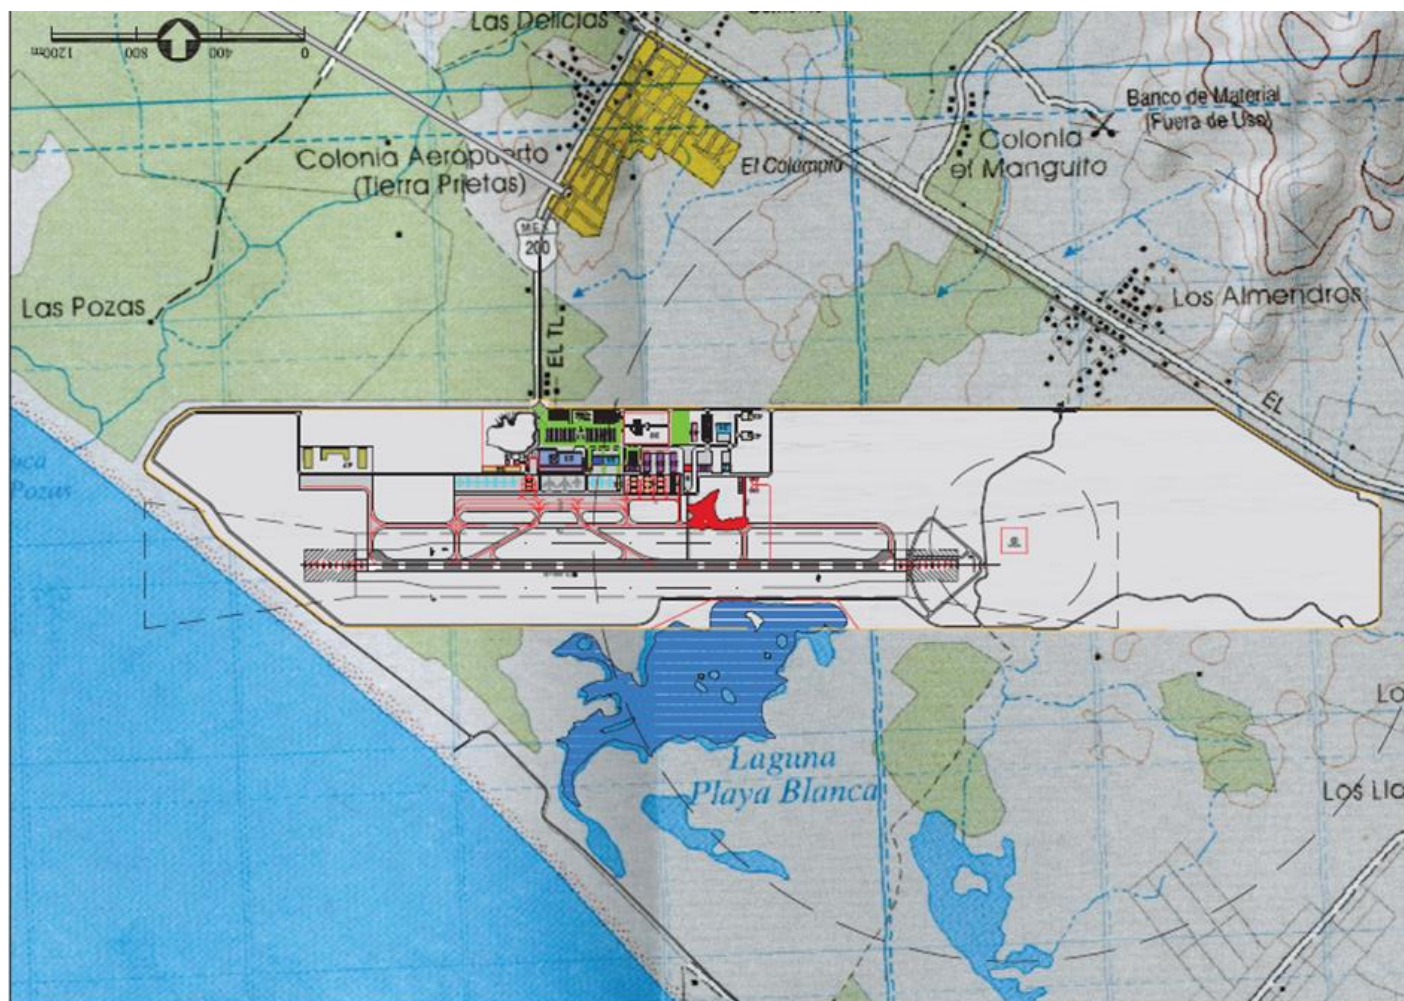 Las Delicias
1200m 800 400 0
Banco de Material
(Fuera de Uso)
Colonia Aeropuerto
(Tierra Prietas)
El Columpio
Colonia
el Manguito
MEX
200
Las Pozas
Los Almendros
EL TL
EL
Pozas
Laguna
Playa Blanca
Lo
Los Lla